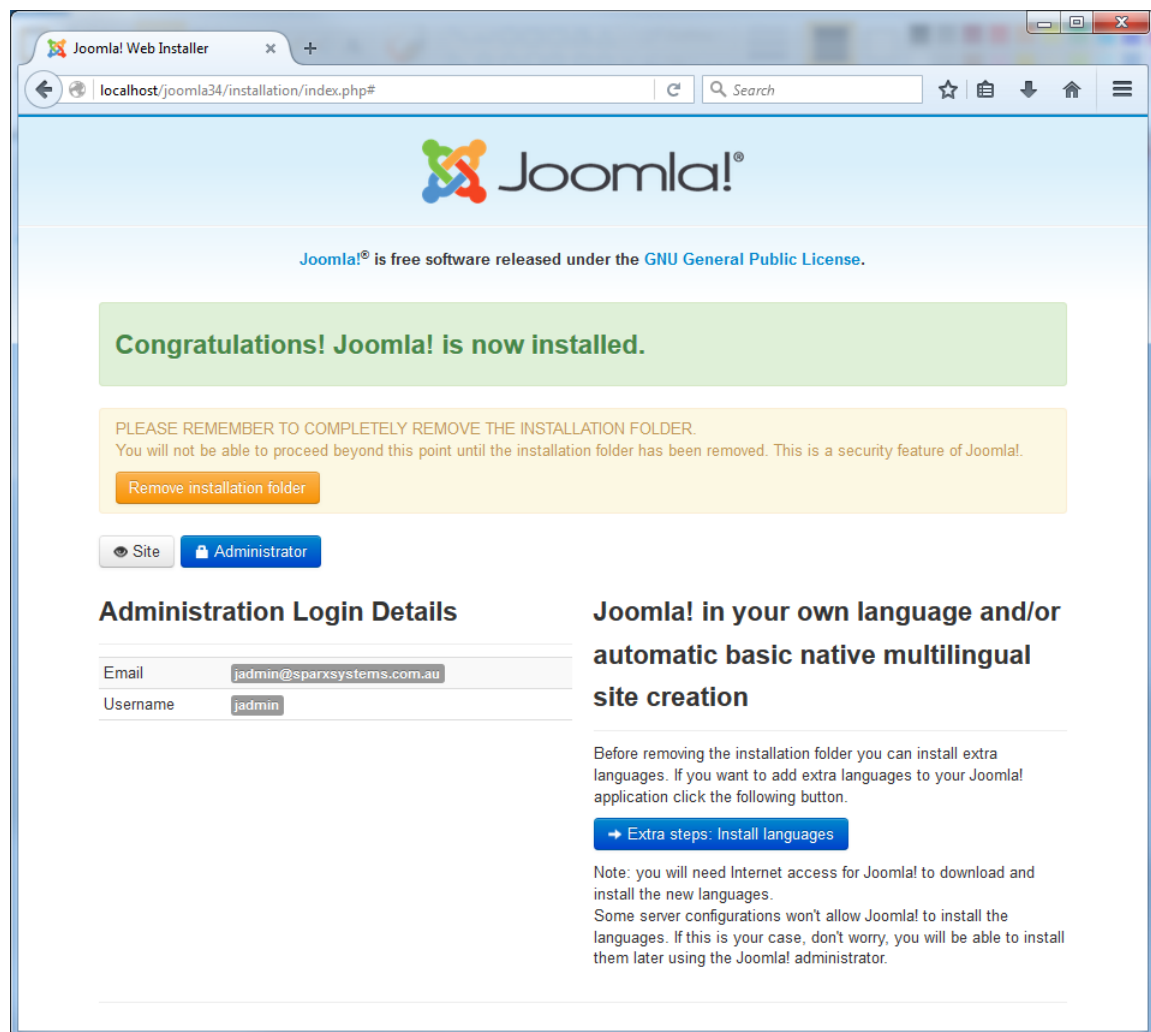 Joomla! Web Installer
localhost/joomla34/installation/index.php#
Search
Joomla!®
Joomla!® is free software released under the GNU General Public License.
Congratulations! Joomla! is now installed.
PLEASE REMEMBER TO COMPLETELY REMOVE THE INSTALLATION FOLDER.
You will not be able to proceed beyond this point until the installation folder has been removed. This is a security feature of Joomla!.
Remove installation folder
Site
Administrator
Administration Login Details
Email jadmin@sparxsystems.com.au
Username jadmin
Joomla! in your own language and/or
automatic basic native multilingual
site creation
Before removing the installation folder you can install extra
languages. If you want to add extra languages to your Joomla!
application click the following button.
Extra steps: Install languages
Note: you will need Internet access for Joomla! to download and
install the new languages.
Some server configurations won't allow Joomla! to install the
languages. If this is your case, don't worry, you will be able to install
them later using the Joomla! administrator.